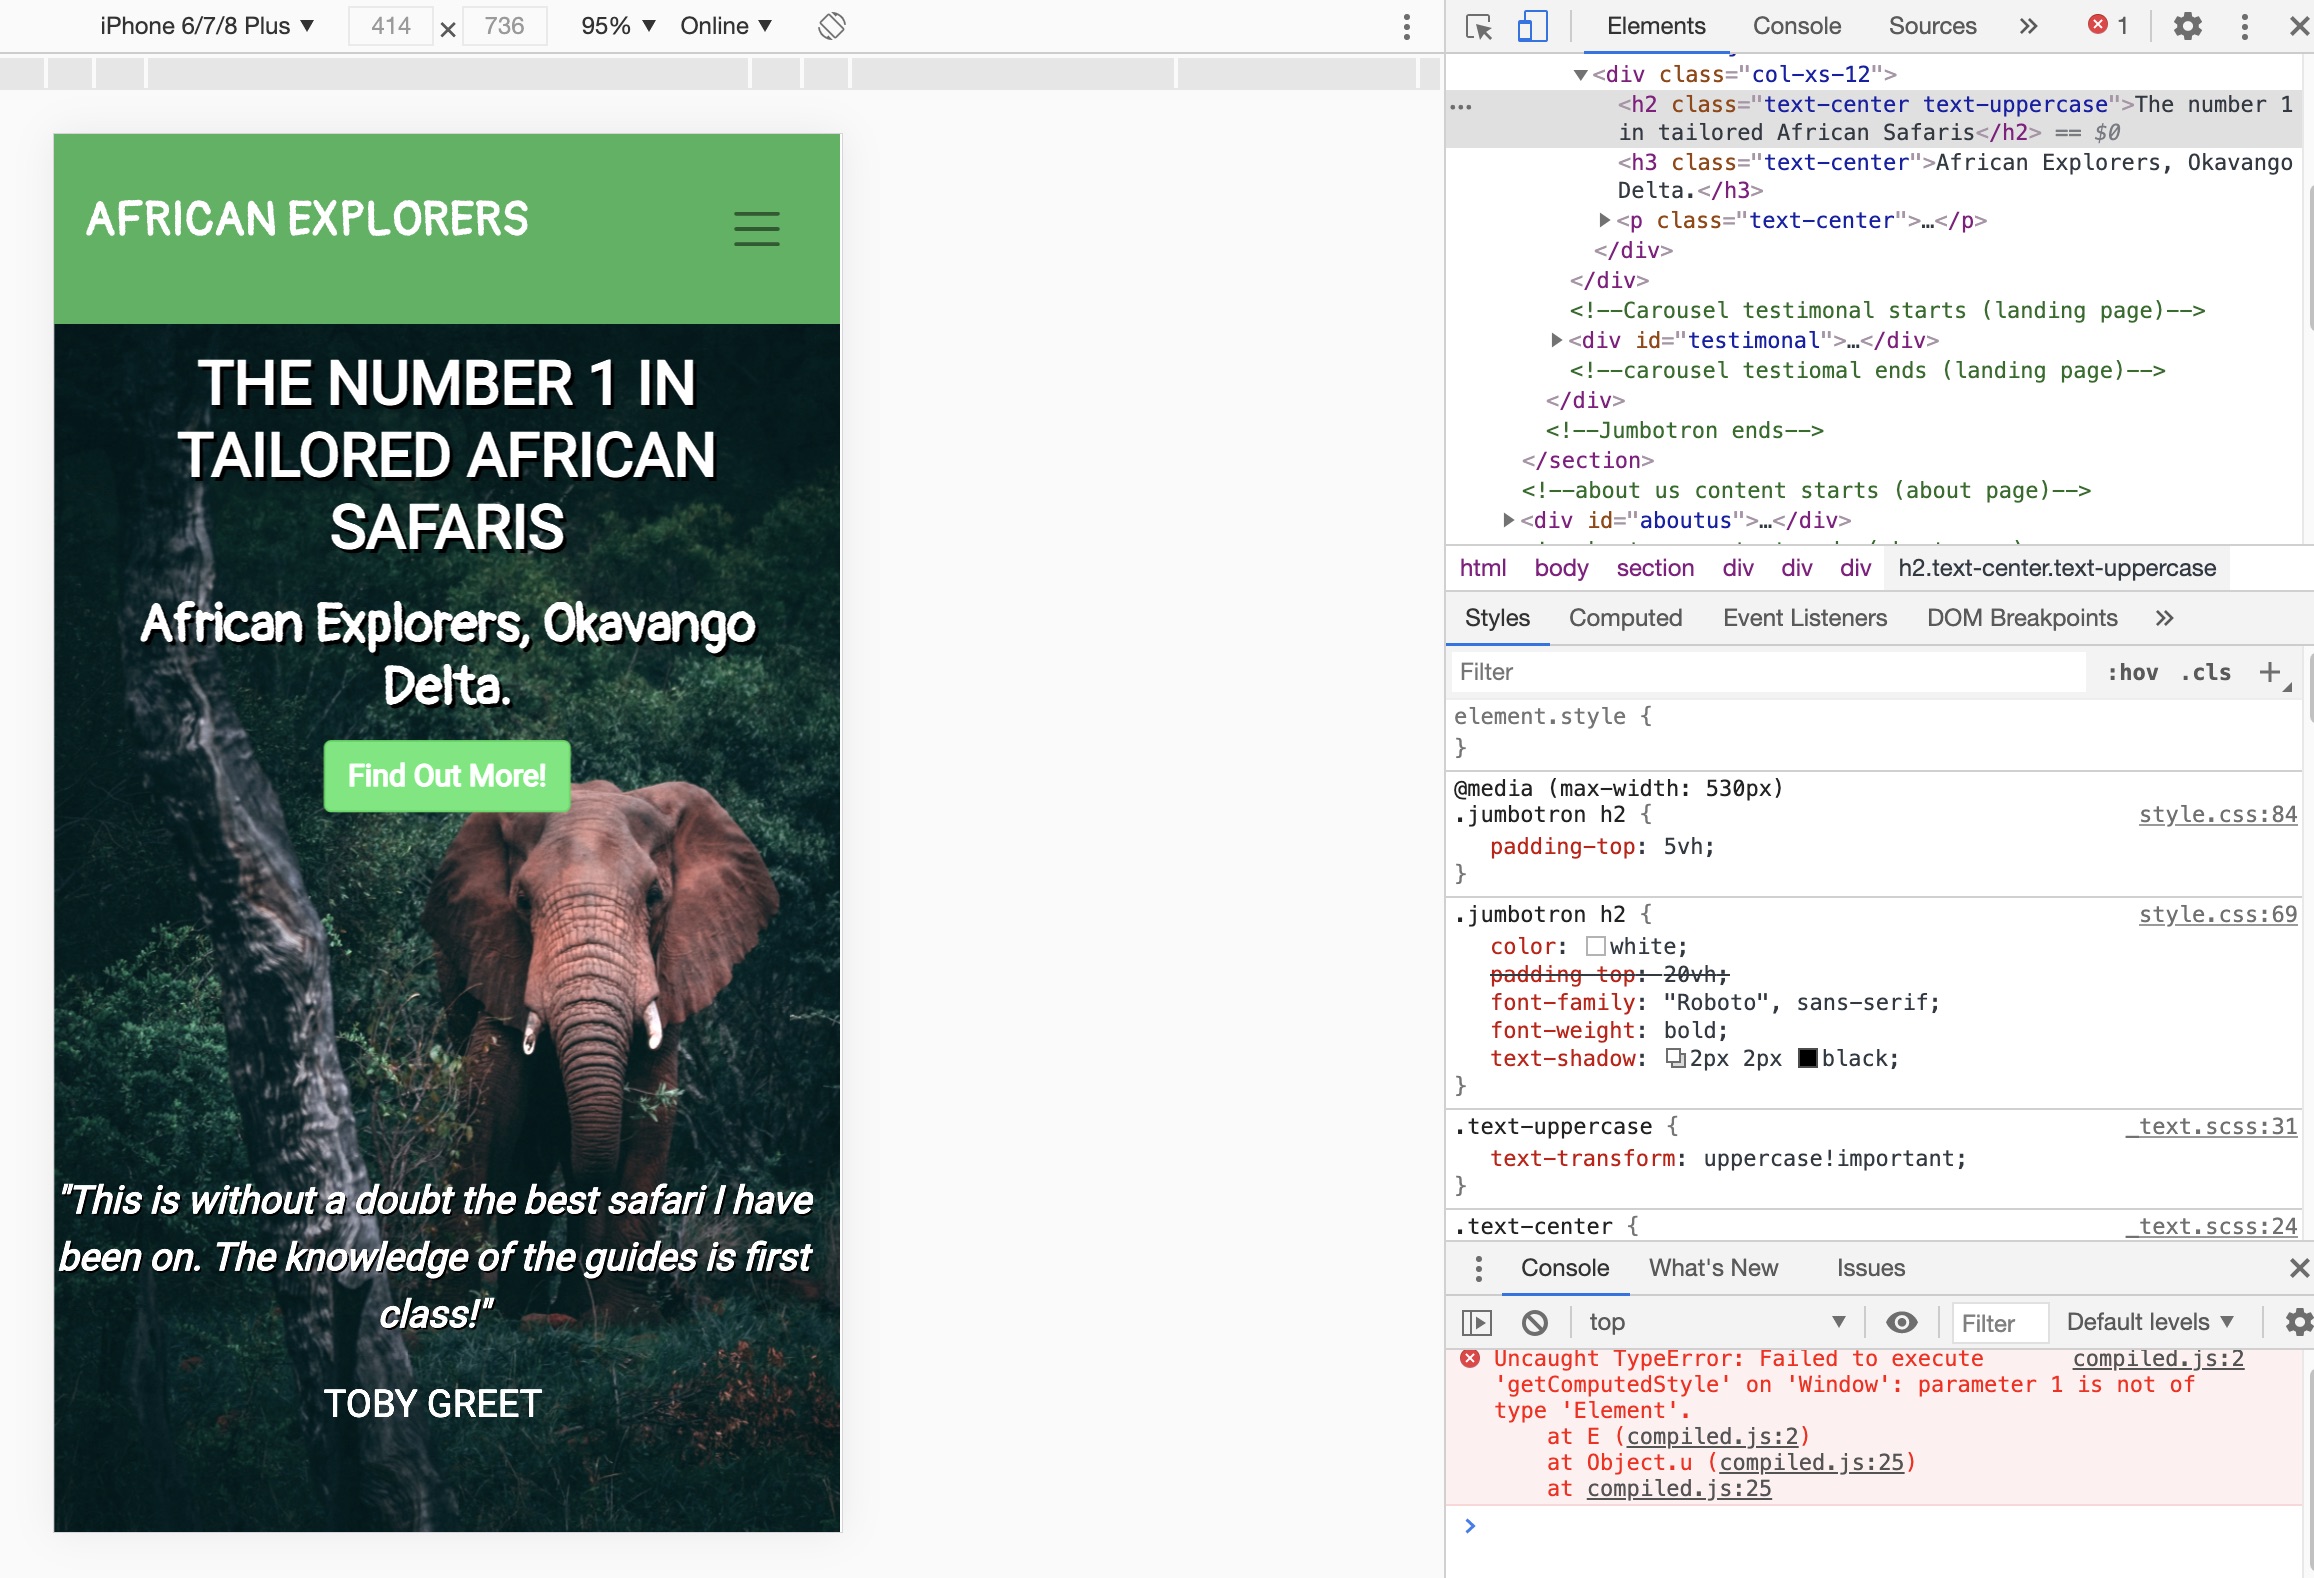 iPhone 6/7/8 Plus ▼ 414 × 736 95% ▼ Online ▼
AFRICAN EXPLORERS
THE NUMBER 1 IN
TAILORED AFRICAN
SAFARIS
African Explorers, Okavango
Delta.
Find Out More!
"This is without a doubt the best safari I have
been on. The knowledge of the guides is first
class!"
TOBY GREET
Elements Console Sources » 1
<div class="col-xs-12">
<h2 class="text-center text-uppercase">The number 1
in tailored African Safaris</h2> == $0
<h3 class="text-center">African Explorers, Okavango
Delta.</h3>
<p class="text-center">…</p>
</div>
</div>
<!--Carousel testimonal starts (landing page)-->
<div id="testimonal">…</div>
<!--carousel testiomal ends (landing page)-->
</div>
<!--Jumbotron ends-->
</section>
<!--about us content starts (about page)-->
<div id="aboutus">…</div>
html body section div div div h2.text-center.text-uppercase
Styles Computed Event Listeners DOM Breakpoints »
Filter :hov .cls +
element.style {
}
@media (max-width: 530px)
.jumbotron h2 { style.css:84
padding-top: 5vh;
}
.jumbotron h2 { style.css:69
color: white;
padding-top: 20vh;
font-family: "Roboto", sans-serif;
font-weight: bold;
text-shadow: 2px 2px black;
}
.text-uppercase { _text.scss:31
text-transform: uppercase!important;
}
.text-center { _text.scss:24
Console What's New Issues
top ▼ Filter Default levels ▼
Uncaught TypeError: Failed to execute compiled.js:2
'getComputedStyle' on 'Window': parameter 1 is not of
type 'Element'.
at E (compiled.js:2)
at Object.u (compiled.js:25)
at compiled.js:25